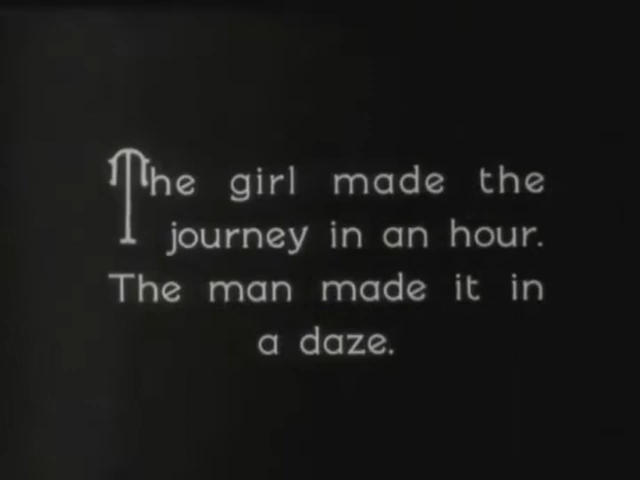 The girl made the
journey in an hour.
The man made it in
a daze.